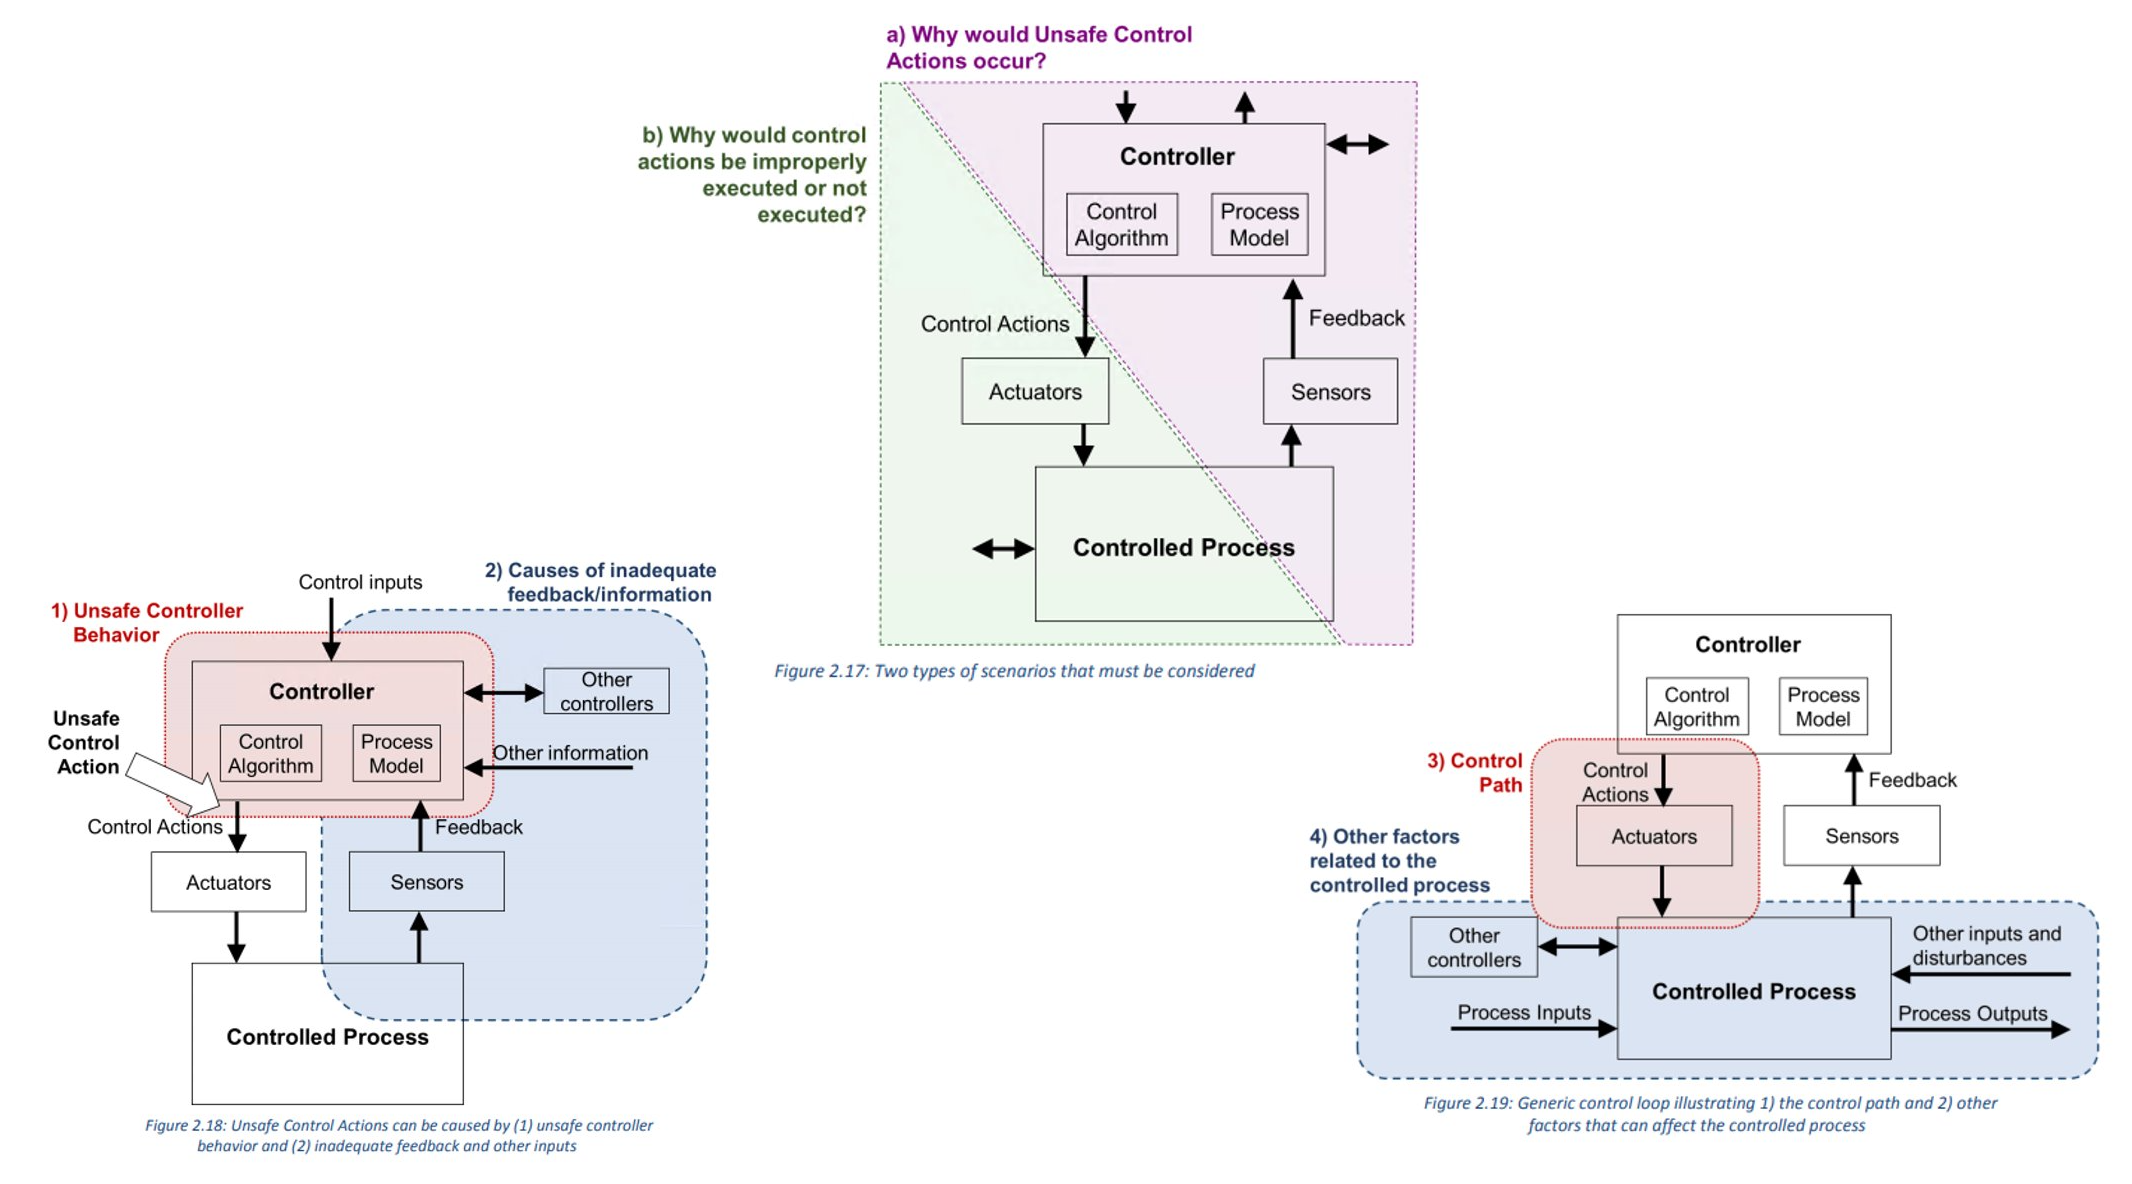 a) Why would Unsafe Control
Actions occur?
b) Why would control
actions be improperly
executed or not
executed?
Controller
Control
Algorithm
Process
Model
Control Actions
Feedback
Actuators
Sensors
Controlled Process
Figure 2.17: Two types of scenarios that must be considered
Control inputs
2) Causes of inadequate
feedback/information
1) Unsafe Controller
Behavior
Controller
Other
controllers
Unsafe
Control
Action
Control
Algorithm
Process
Model
Other information
Control Actions
Feedback
Actuators
Sensors
Controlled Process
Figure 2.18: Unsafe Control Actions can be caused by (1) unsafe controller
behavior and (2) inadequate feedback and other inputs
Controller
Control
Algorithm
Process
Model
3) Control
Path
Control
Actions
Feedback
Actuators
Sensors
4) Other factors
related to the
controlled process
Other
controllers
Other inputs and
disturbances
Controlled Process
Process Inputs
Process Outputs
Figure 2.19: Generic control loop illustrating 1) the control path and 2) other
factors that can affect the controlled process